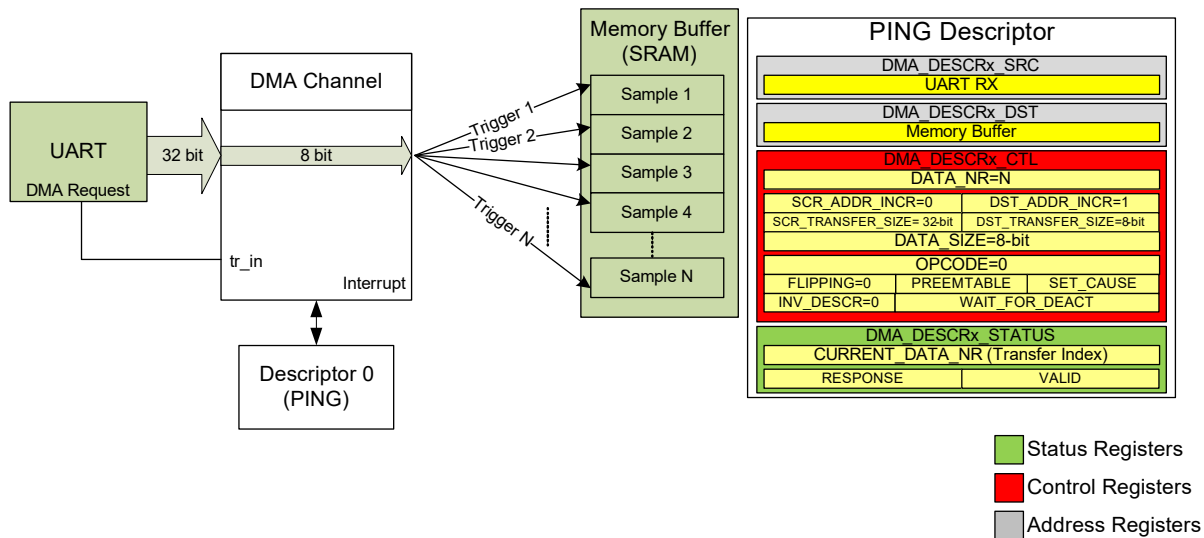 UART
DMA Request
32 bit
DMA Channel
8 bit
tr_in
Interrupt
Descriptor 0
(PING)
Trigger 1
Trigger 2
Trigger N
Memory Buffer
(SRAM)
Sample 1
Sample 2
Sample 3
Sample 4
Sample N
PING Descriptor
DMA_DESCRx_SRC
UART RX
DMA_DESCRx_DST
Memory Buffer
DMA_DESCRx_CTL
DATA_NR=N
SCR_ADDR_INCR=0
DST_ADDR_INCR=1
SCR_TRANSFER_SIZE= 32-bit
DST_TRANSFER_SIZE=8-bit
DATA_SIZE=8-bit
OPCODE=0
FLIPPING=0
PREEMTABLE
SET_CAUSE
INV_DESCR=0
WAIT_FOR_DEACT
DMA_DESCRx_STATUS
CURRENT_DATA_NR (Transfer Index)
RESPONSE
VALID
Status Registers
Control Registers
Address Registers